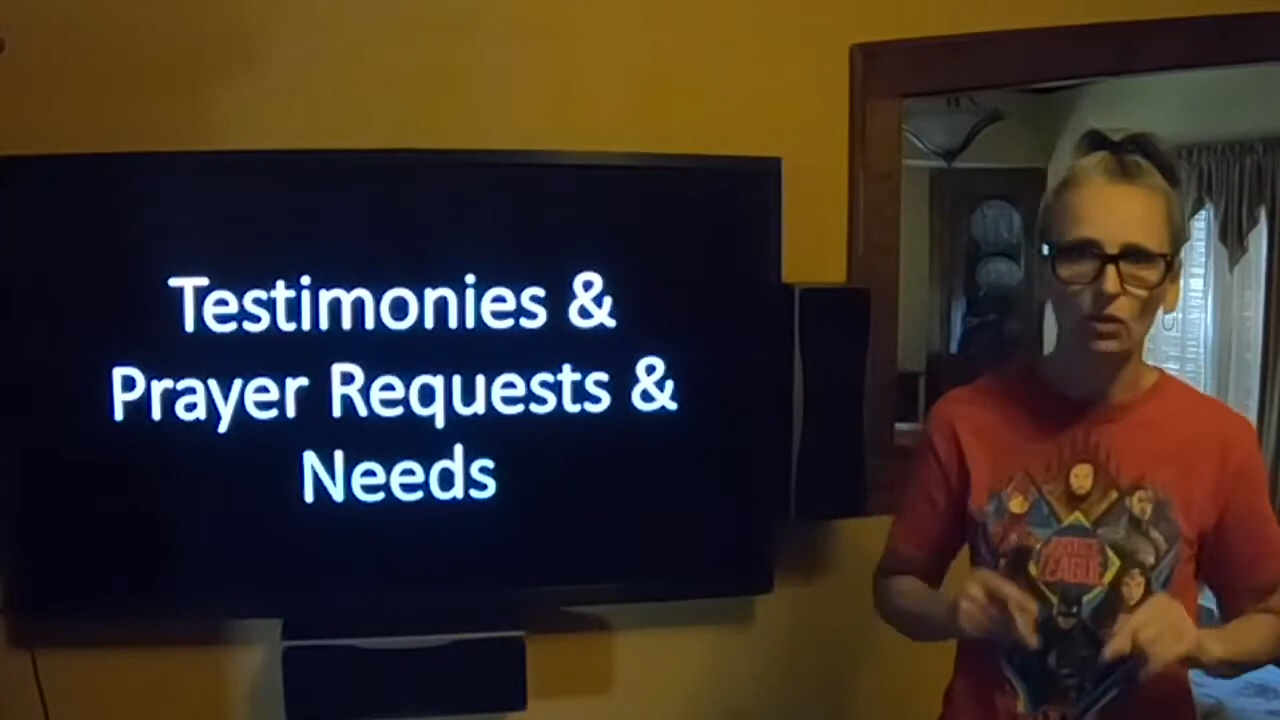 Testimonies &
Prayer Requests &
Needs
JUSTICE
LEAGUE